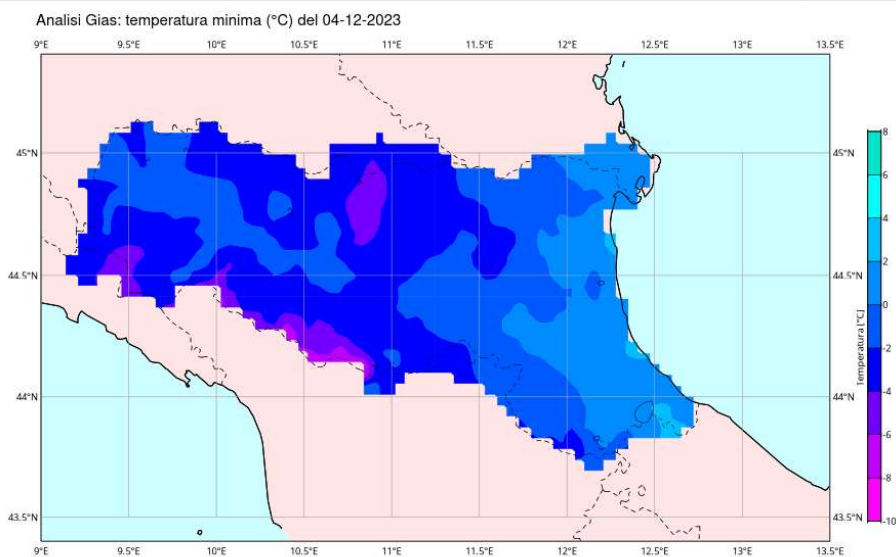 Analisi Gias: temperatura minima (°C) del 04-12-2023
9°E 9.5°E 10°E 10.5°E 11°E 11.5°E 12°E 12.5°E 13°E 13.5°E
8
45°N 45°N
6
4
2
44.5°N 44.5°N
0
Temperatura [°C]
-2
44°N 44°N
-4
-6
-8
43.5°N 43.5°N
-10
9°E 9.5°E 10°E 10.5°E 11°E 11.5°E 12°E 12.5°E 13°E 13.5°E